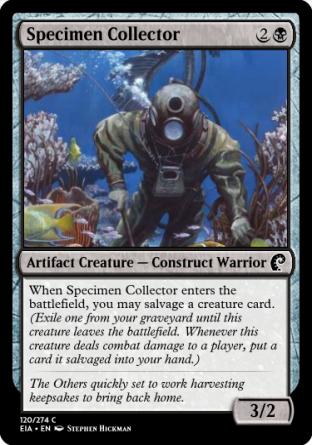 Specimen Collector 2
Artifact Creature — Construct Warrior
When Specimen Collector enters the
battlefield, you may salvage a creature card.
(Exile one from your graveyard until this
creature leaves the battlefield. Whenever this
creature deals combat damage to a player, put a
card it salvaged into your hand.)
The Others quickly set to work harvesting
keepsakes to bring back home.
3/2
120/274 C
EIA • EN Stephen Hickman